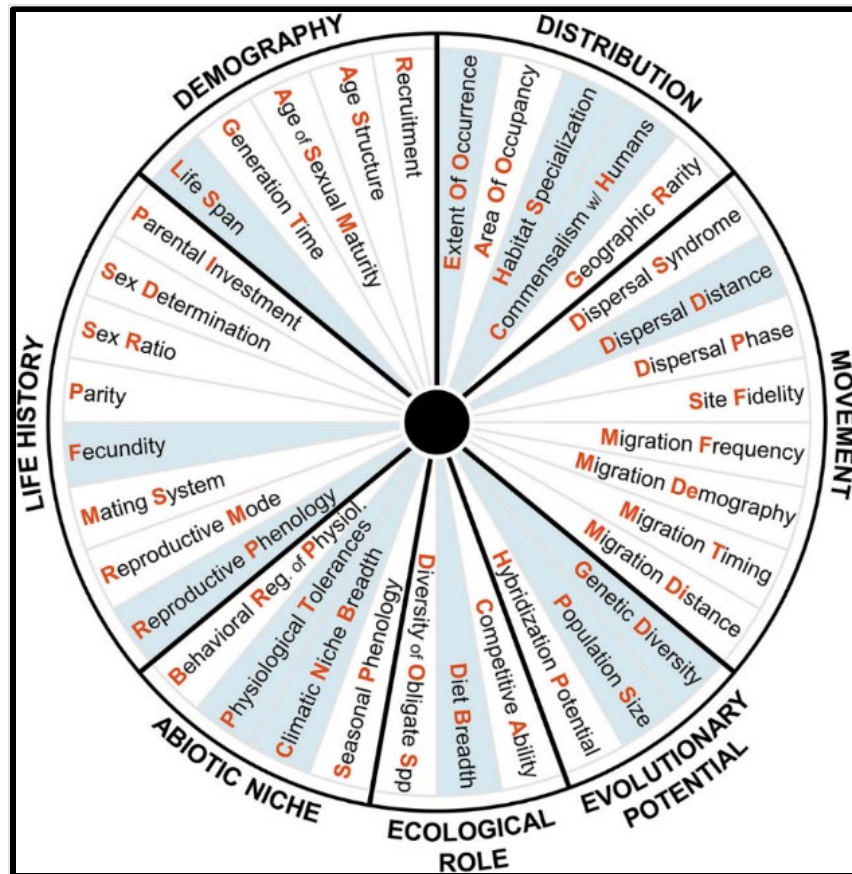 DISTRIBUTION
Extent Of Occurrence
Area Of Occupancy
Habitat Specialization
Commensalism w/ Humans
Geographic Rarity
MOVEMENT
Dispersal Syndrome
Dispersal Distance
Dispersal Phase
Site Fidelity
Migration Frequency
Migration Demography
Migration Timing
Migration Distance
EVOLUTIONARY
POTENTIAL
Genetic Diversity
Population Size
Hybridization Potential
ECOLOGICAL
ROLE
Competitive Ability
Diet Breadth
Diversity of Obligate Spp
ABIOTIC NICHE
Seasonal Phenology
Climatic Niche Breadth
Physiological Tolerances
Behavioral Reg. of Physiol.
LIFE HISTORY
Reproductive Phenology
Reproductive Mode
Mating System
Fecundity
Parity
Sex Ratio
Sex Determination
Parental Investment
DEMOGRAPHY
Life Span
Generation Time
Age of Sexual Maturity
Age Structure
Recruitment